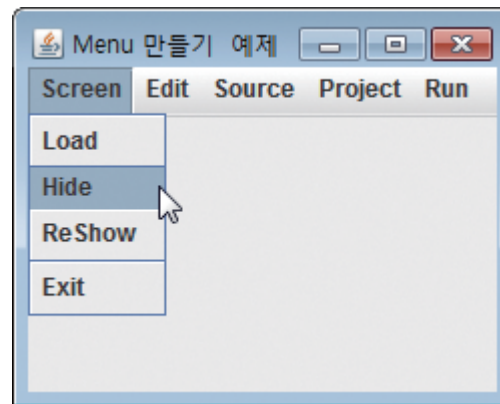 Menu 만들기 예제
Screen Edit Source Project Run
Load
Hide
ReShow
Exit